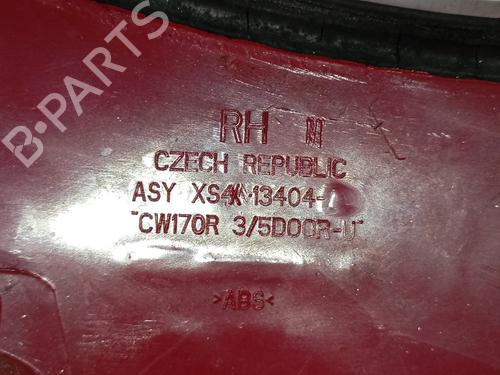 B-PARTS
RH
CZECH REPUBLIC
ASY XS4X-13404-
"CW170R 3/5DOOR-U"
>ABS<